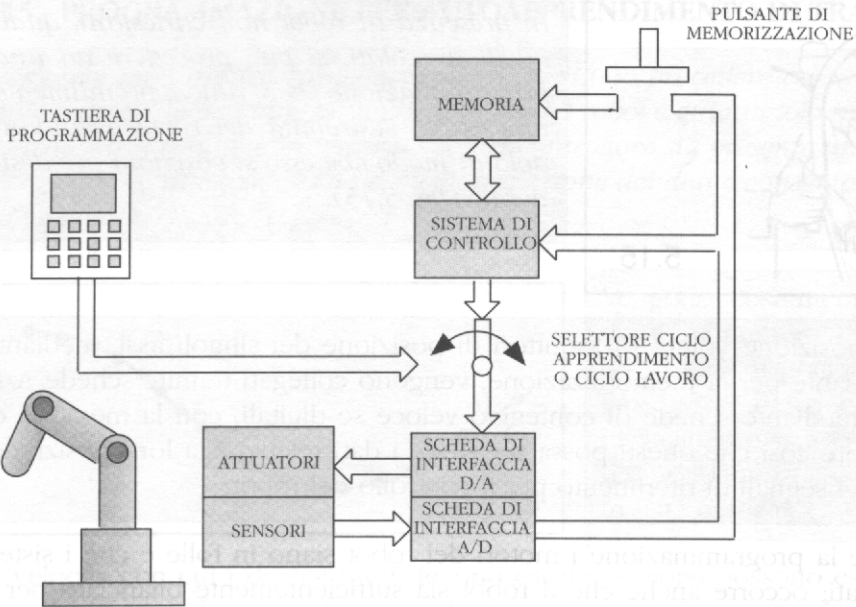 PULSANTE DI
MEMORIZZAZIONE
MEMORIA
TASTIERA DI
PROGRAMMAZIONE
SISTEMA DI
CONTROLLO
SELETTORE CICLO
APPRENDIMENTO
O CICLO LAVORO
ATTUATORI
SCHEDA DI
INTERFACCIA
D/A
SENSORI
SCHEDA DI
INTERFACCIA
A/D